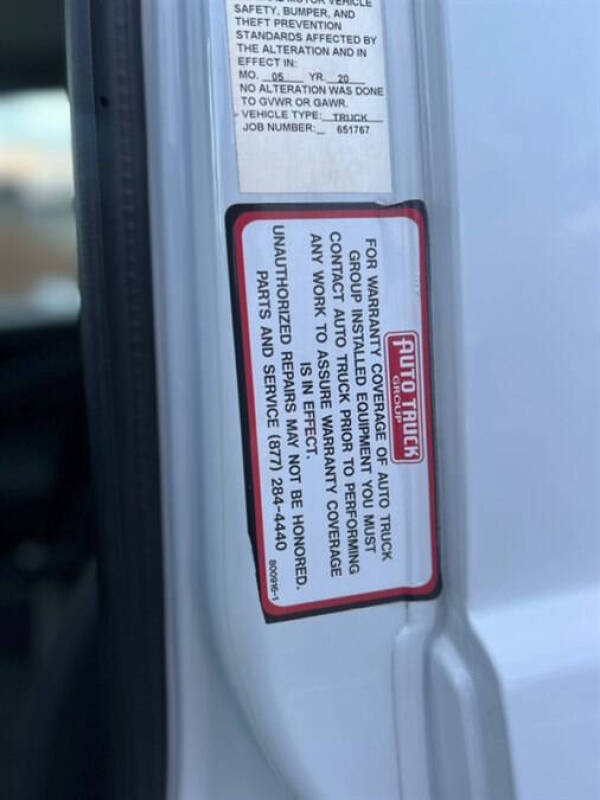 VEHICLE
SAFETY, BUMPER, AND
THEFT PREVENTION
STANDARDS AFFECTED BY
THE ALTERATION AND IN
EFFECT IN:
MO. 05 YR. 20
NO ALTERATION WAS DONE
TO GVWR OR GAWR.
VEHICLE TYPE: TRUCK
JOB NUMBER: 651767
AUTO TRUCK
GROUP
FOR WARRANTY COVERAGE OF AUTO TRUCK
GROUP INSTALLED EQUIPMENT YOU MUST
CONTACT AUTO TRUCK PRIOR TO PERFORMING
ANY WORK TO ASSURE WARRANTY COVERAGE
IS IN EFFECT.
UNAUTHORIZED REPAIRS MAY NOT BE HONORED.
PARTS AND SERVICE (877) 284-4440
800916-1